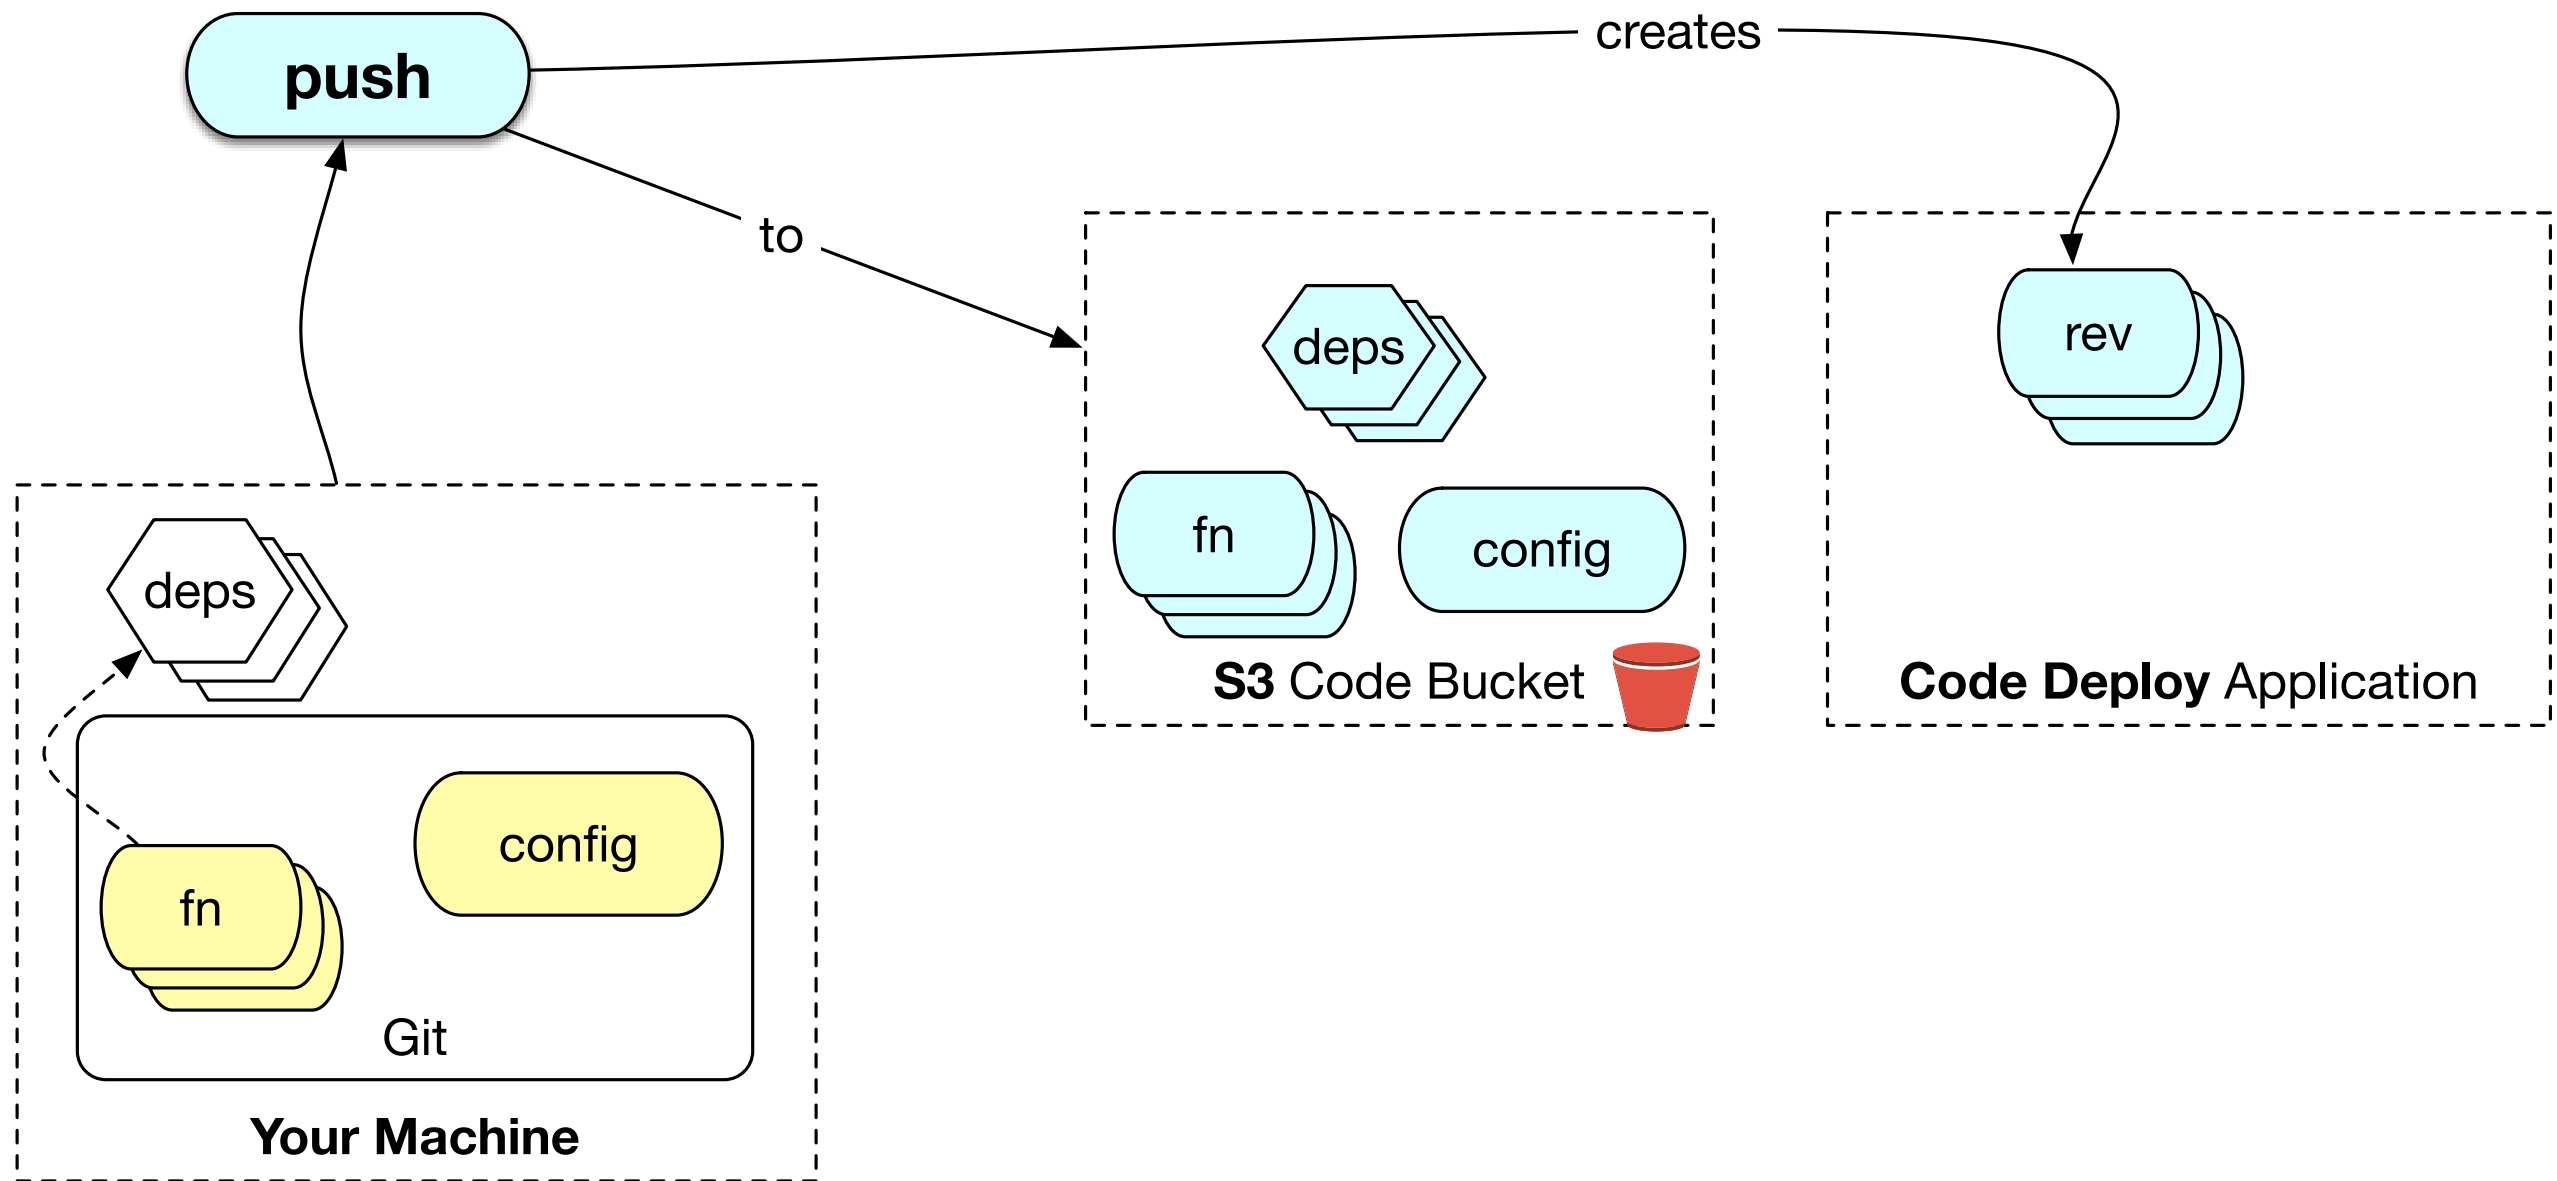 push
creates
to
deps
rev
fn
config
S3 Code Bucket
Code Deploy Application
deps
config
fn
Git
Your Machine